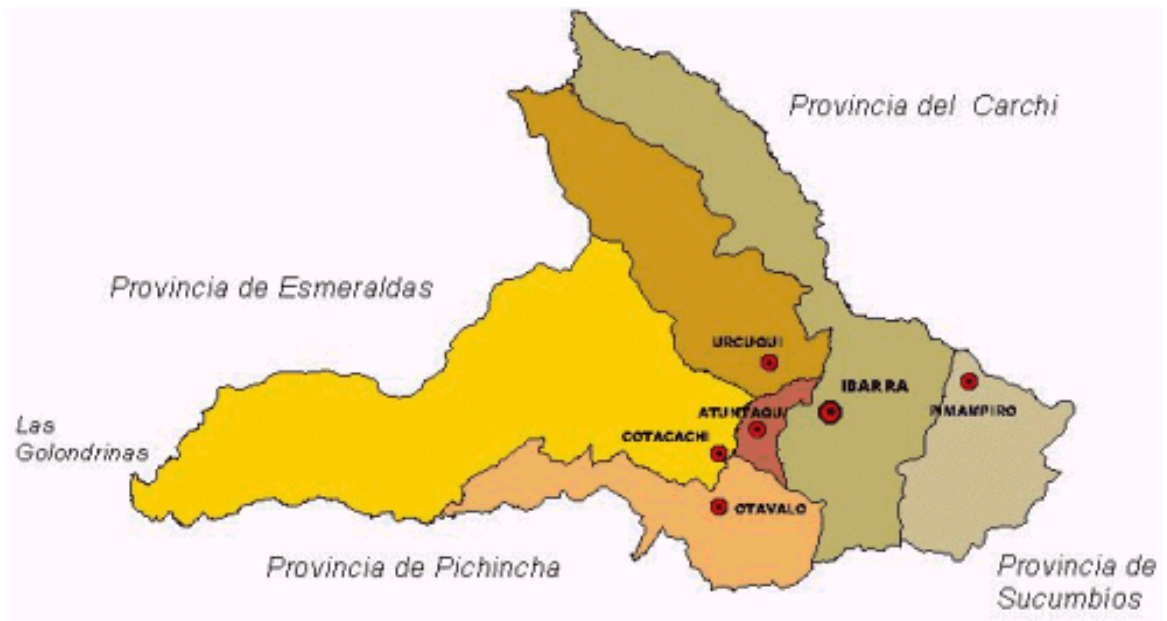 Provincia del Carchi
Provincia de Esmeraldas
URCUQUI
IBARRA
ATUNTAQUI
PIMAMPIRO
Las
Golondrinas
COTACACHI
OTAVALO
Provincia de Pichincha
Provincia de
Sucumbios